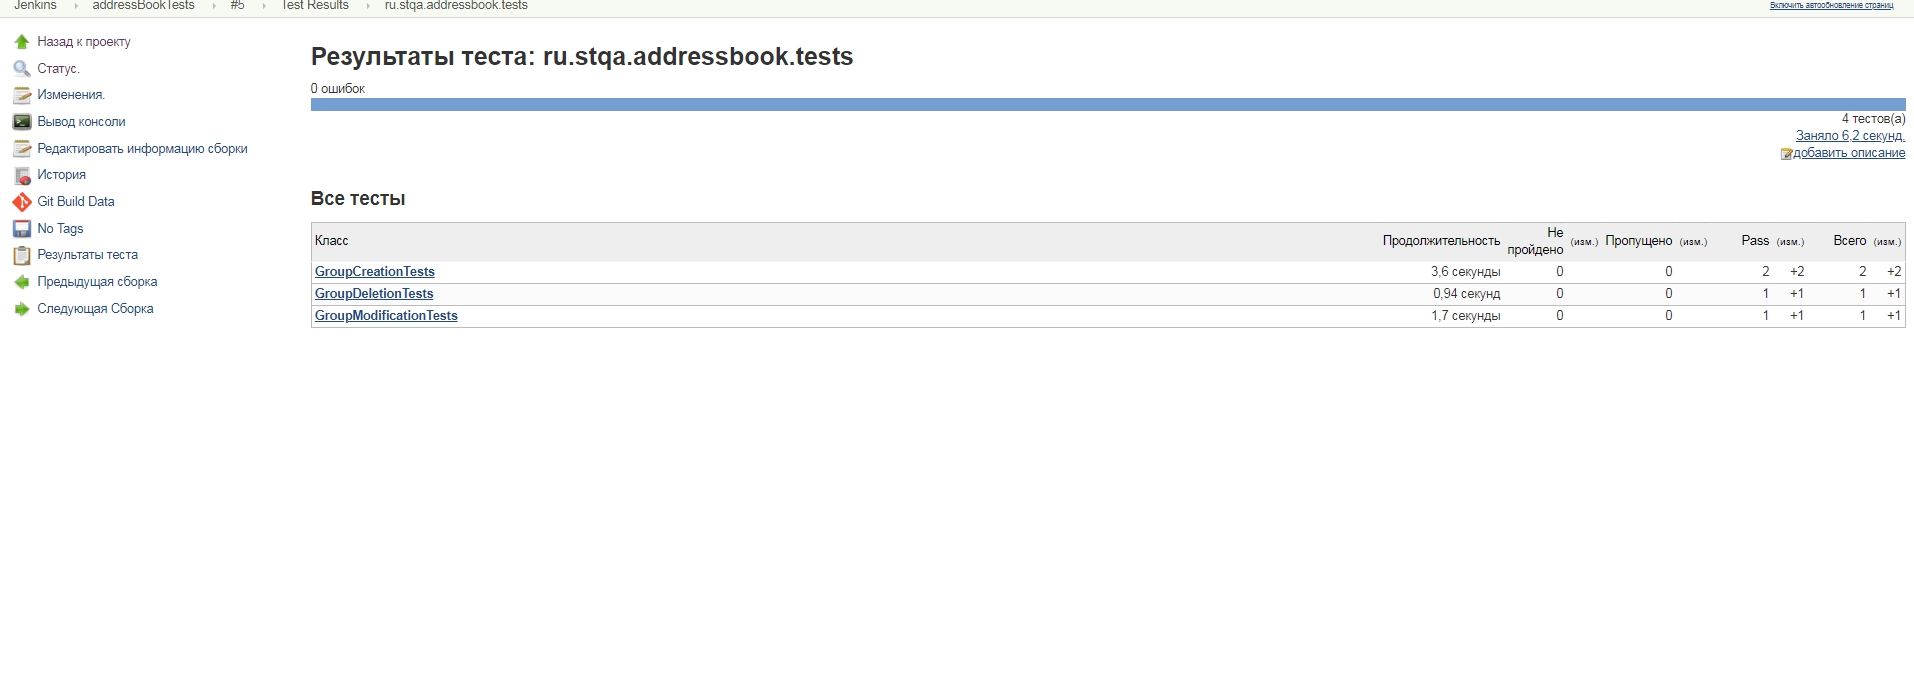 Jenkins addressBookTests #5 Test Results ru.stqa.addressbook.tests
Включить автообновление страниц
Назад к проекту
Статус.
Изменения.
Вывод консоли
Редактировать информацию сборки
История
Git Build Data
No Tags
Результаты теста
Предыдущая сборка
Следующая Сборка
Результаты теста: ru.stqa.addressbook.tests
0 ошибок
4 тестов(а)
Заняло 6,2 секунд.
добавить описание
Все тесты
Класс Продолжительность Не пройдено (изм.) Пропущено (изм.) Pass (изм.) Всего (изм.)
GroupCreationTests 3,6 секунды 0 0 2 +2 2 +2
GroupDeletionTests 0,94 секунд 0 0 1 +1 1 +1
GroupModificationTests 1,7 секунды 0 0 1 +1 1 +1